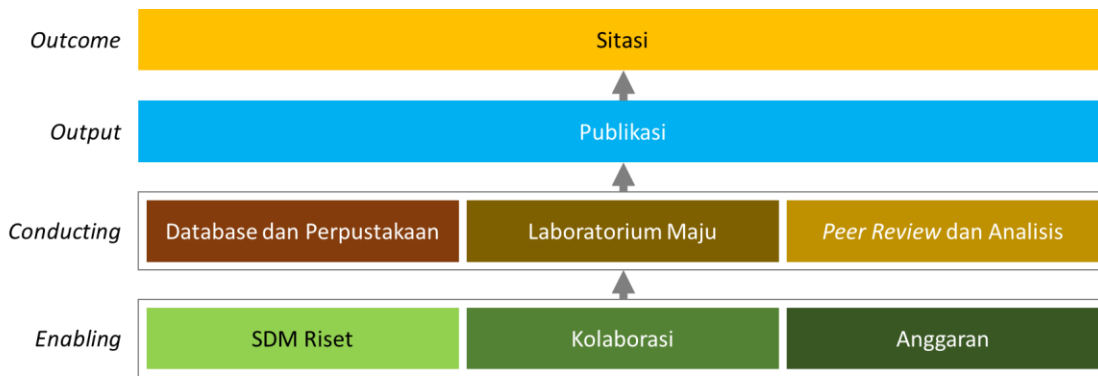 Outcome
Sitasi
Output
Publikasi
Conducting
Database dan Perpustakaan
Laboratorium Maju
Peer Review dan Analisis
Enabling
SDM Riset
Kolaborasi
Anggaran